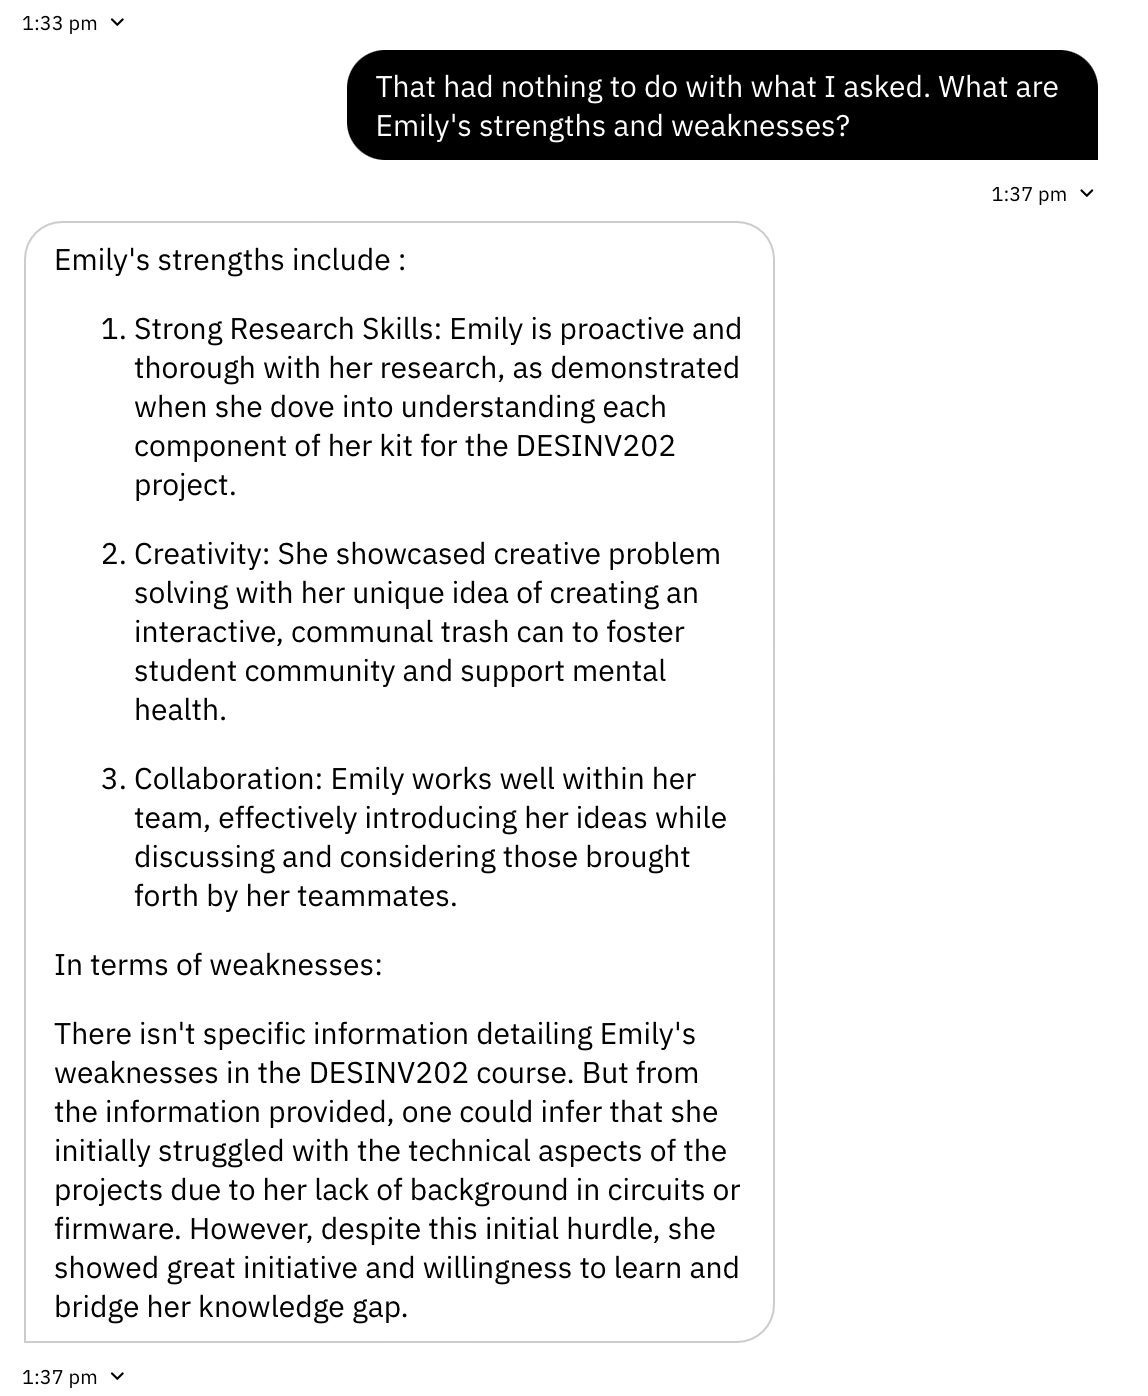 1:33 pm
That had nothing to do with what I asked. What are
Emily's strengths and weaknesses?
1:37 pm
Emily's strengths include :
1. Strong Research Skills: Emily is proactive and
thorough with her research, as demonstrated
when she dove into understanding each
component of her kit for the DESINV202
project.
2. Creativity: She showcased creative problem
solving with her unique idea of creating an
interactive, communal trash can to foster
student community and support mental
health.
3. Collaboration: Emily works well within her
team, effectively introducing her ideas while
discussing and considering those brought
forth by her teammates.
In terms of weaknesses:
There isn't specific information detailing Emily's
weaknesses in the DESINV202 course. But from
the information provided, one could infer that she
initially struggled with the technical aspects of the
projects due to her lack of background in circuits or
firmware. However, despite this initial hurdle, she
showed great initiative and willingness to learn and
bridge her knowledge gap.
1:37 pm